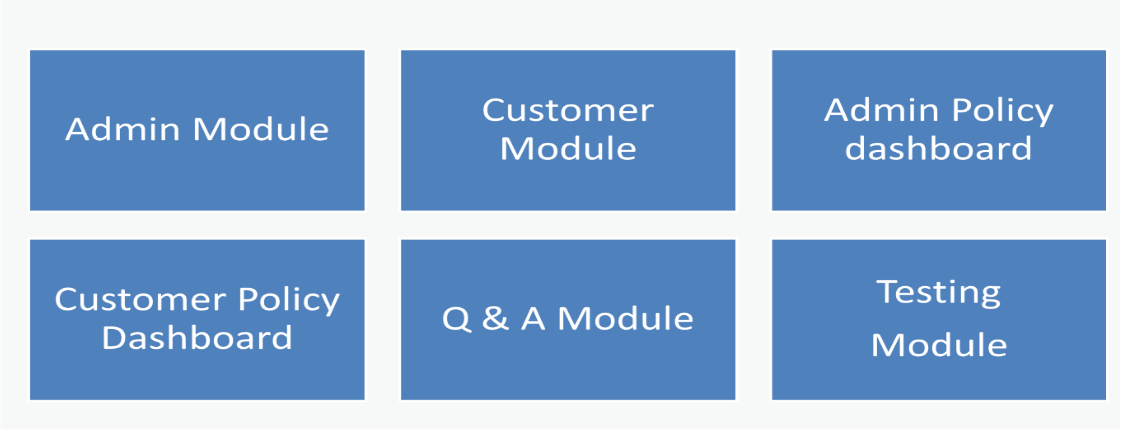 Admin Module
Customer
Module
Admin Policy
dashboard
Customer Policy
Dashboard
Q & A Module
Testing
Module